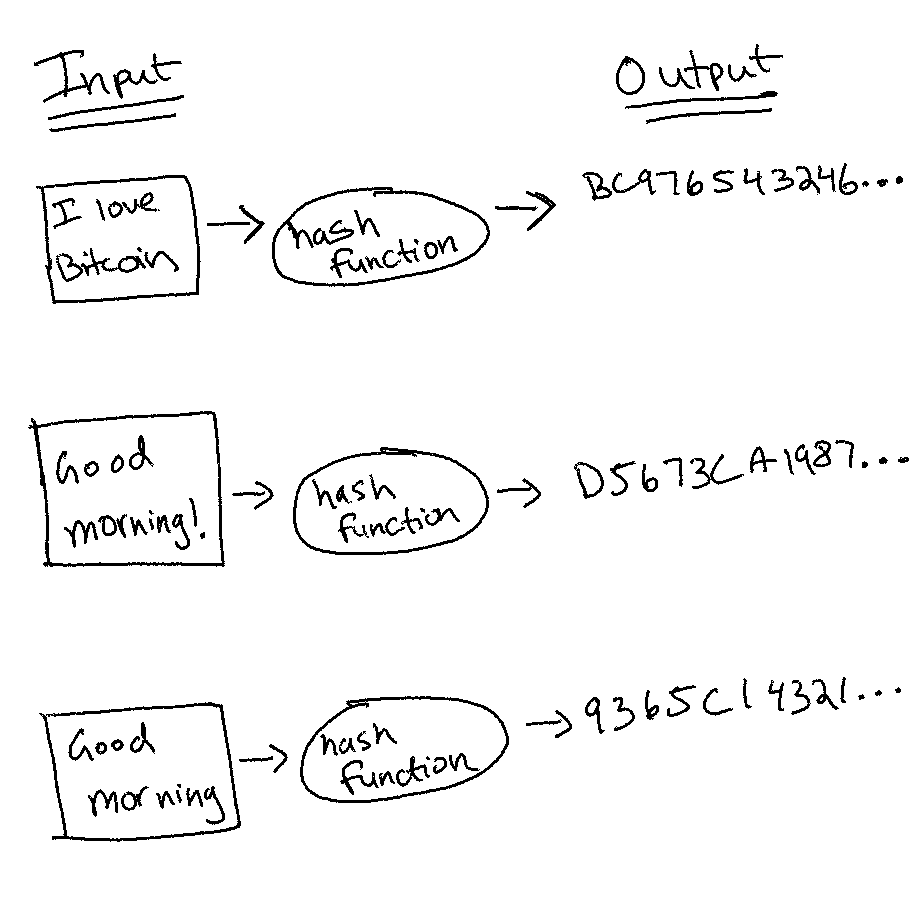 Input
Output
I love
Bitcoin
hash
function
BC976543246...
Good
morning!
hash
function
D5673CA1987...
Good
morning
hash
function
9365C14321...